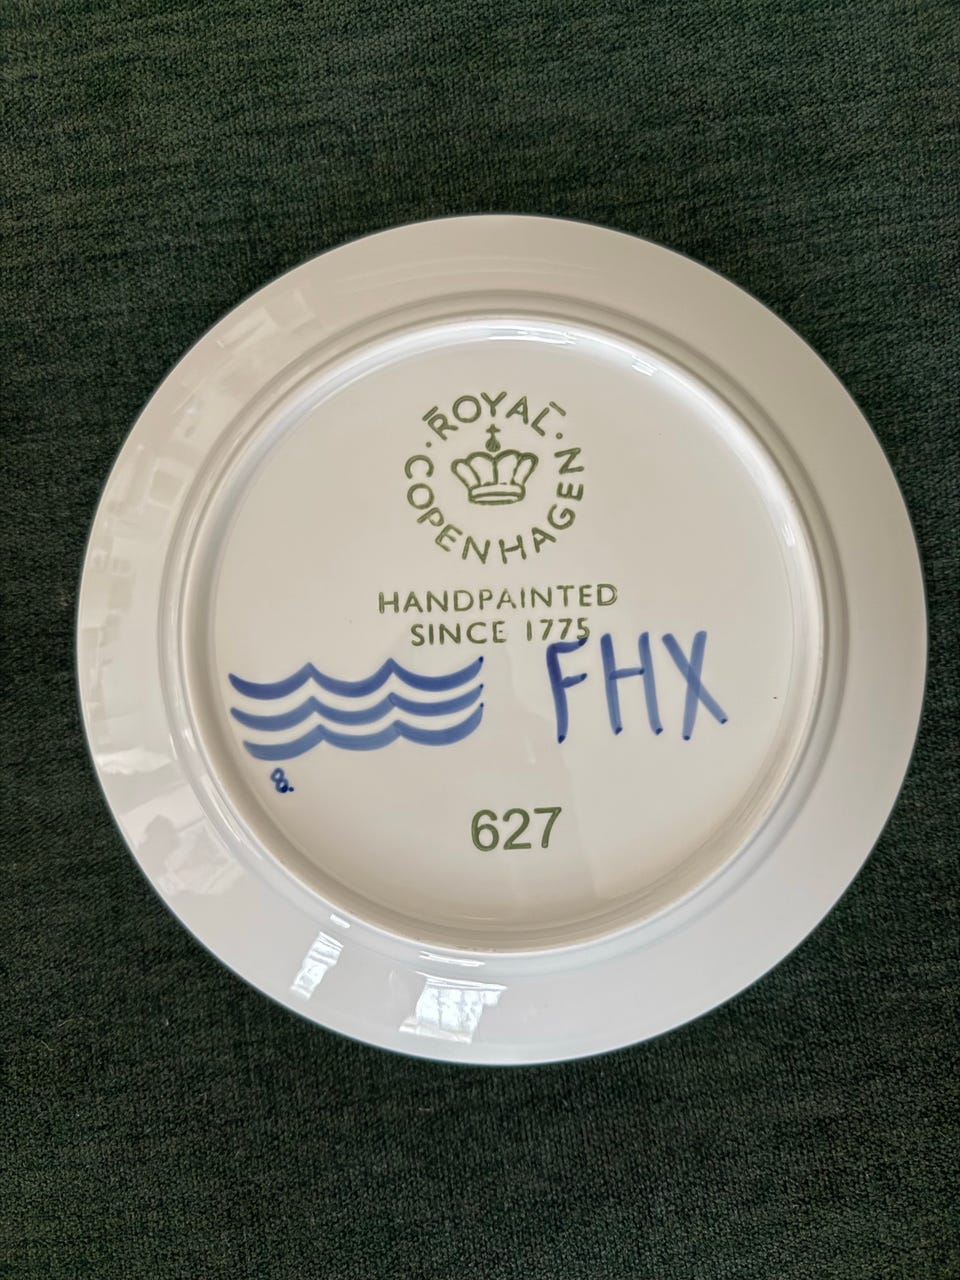 ROYAL
COPENHAGEN
HANDPAINTED
SINCE 1775
FHX
8.
627